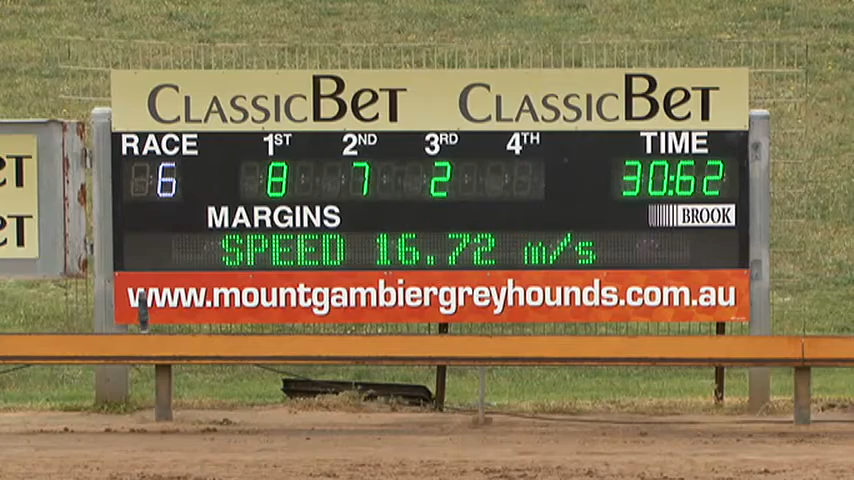 CLASSICBET CLASSICBET
RACE 1ST 2ND 3RD 4TH TIME
6 8 7 2 30:62
MARGINS BROOK
SPEED 16.72 m/s
www.mountgambiergreyhounds.com.au